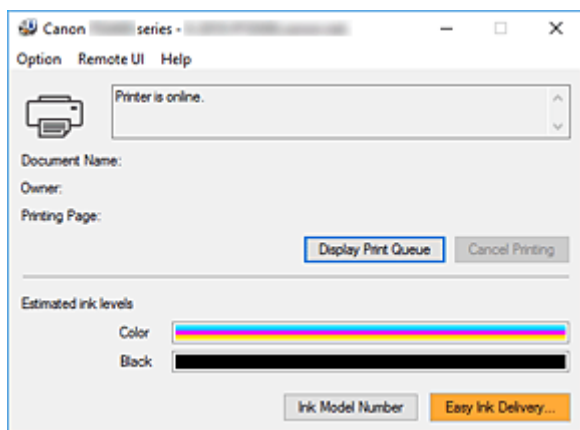 Canon series -
Option Remote UI Help
Printer is online.
Document Name:
Owner:
Printing Page:
Display Print Queue Cancel Printing
Estimated ink levels
Color
Black
Ink Model Number Easy Ink Delivery...